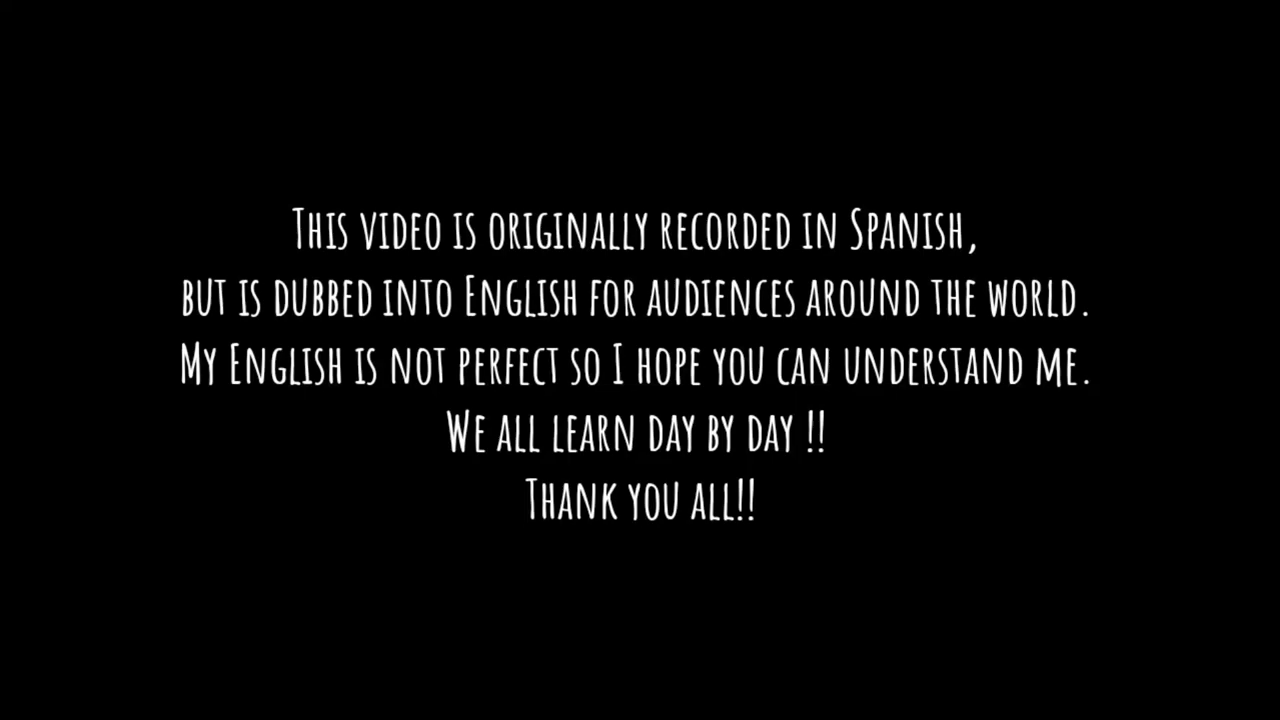 This video is originally recorded in Spanish,
but is dubbed into English for audiences around the world.
My English is not perfect so I hope you can understand me.
We all learn day by day !!
Thank you all!!